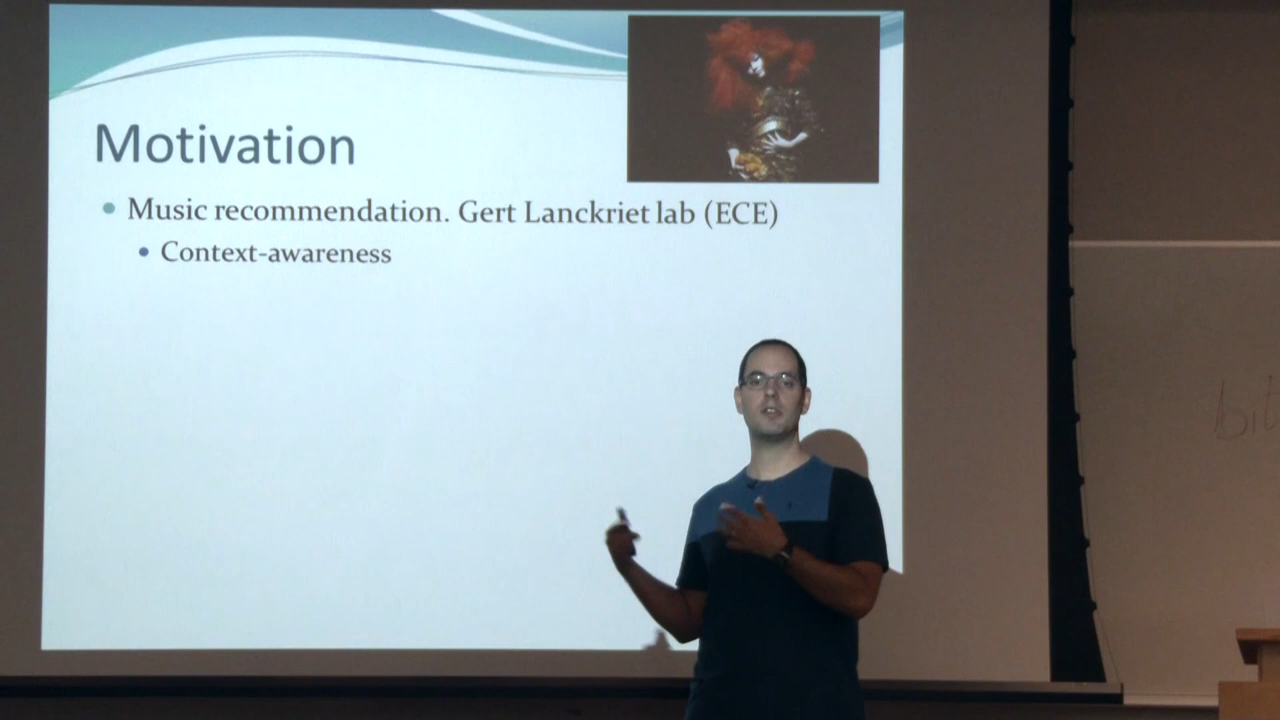 Motivation
Music recommendation. Gert Lanckriet lab (ECE)
Context-awareness